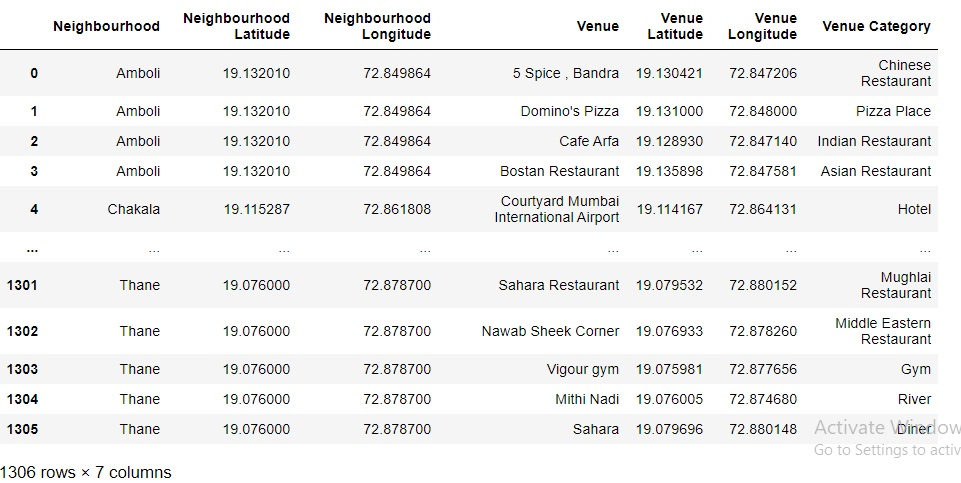 Neighbourhood Neighbourhood Latitude Neighbourhood Longitude Venue Venue Latitude Venue Longitude Venue Category
0 Amboli 19.132010 72.849864 5 Spice , Bandra 19.130421 72.847206 Chinese Restaurant
1 Amboli 19.132010 72.849864 Domino's Pizza 19.131000 72.848000 Pizza Place
2 Amboli 19.132010 72.849864 Cafe Arfa 19.128930 72.847140 Indian Restaurant
3 Amboli 19.132010 72.849864 Bostan Restaurant 19.135898 72.847581 Asian Restaurant
4 Chakala 19.115287 72.861808 Courtyard Mumbai International Airport 19.114167 72.864131 Hotel
... ... ... ... ... ... ... ...
1301 Thane 19.076000 72.878700 Sahara Restaurant 19.079532 72.880152 Mughlai Restaurant
1302 Thane 19.076000 72.878700 Nawab Sheek Corner 19.076933 72.878260 Middle Eastern Restaurant
1303 Thane 19.076000 72.878700 Vigour gym 19.075981 72.877656 Gym
1304 Thane 19.076000 72.878700 Mithi Nadi 19.076005 72.874680 River
1305 Thane 19.076000 72.878700 Sahara 19.079696 72.880148 Diner
Activate Window
Go to Settings to activ
1306 rows × 7 columns